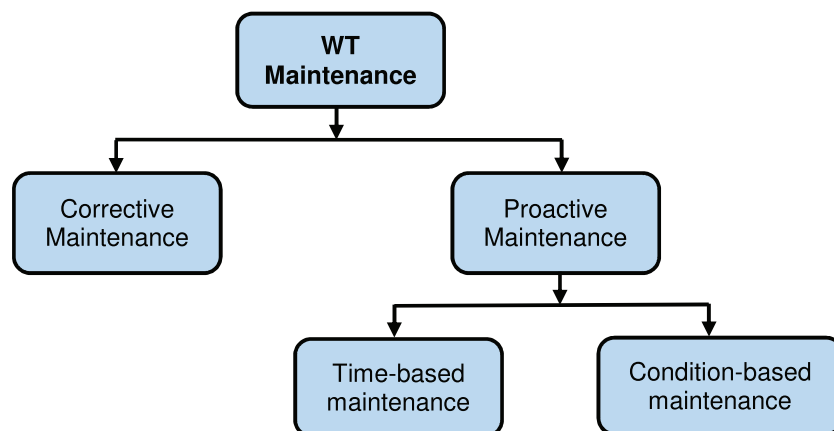 WT
Maintenance
Corrective
Maintenance
Proactive
Maintenance
Time-based
maintenance
Condition-based
maintenance